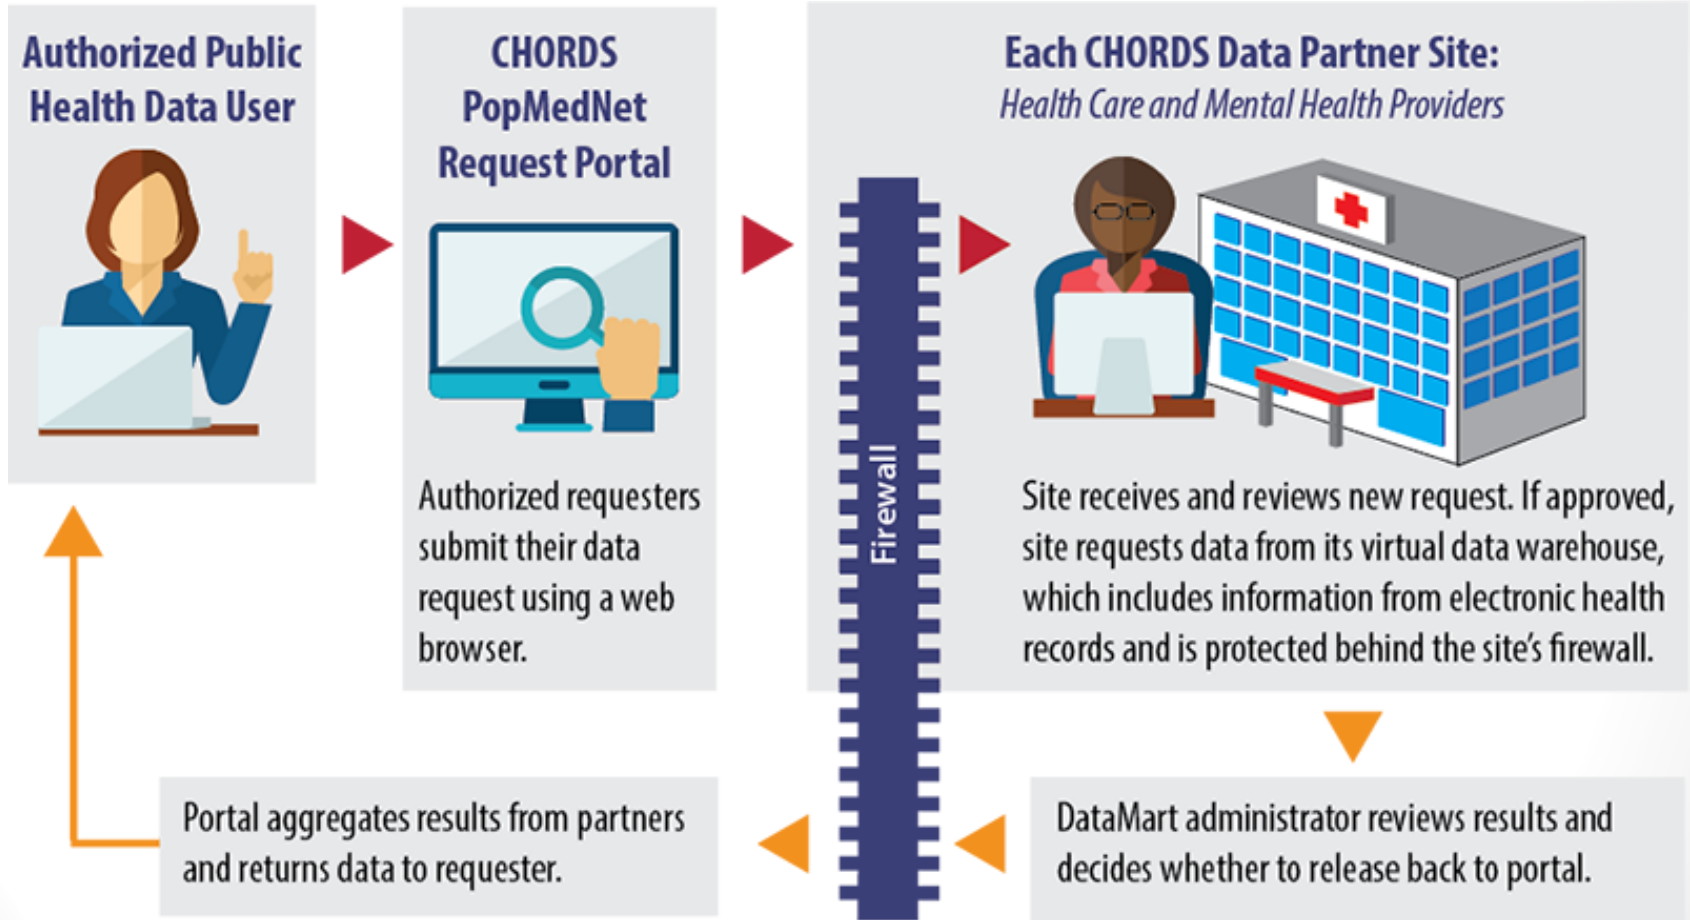 Authorized Public
Health Data User
CHORDS
PopMedNet
Request Portal
Authorized requesters
submit their data
request using a web
browser.
Each CHORDS Data Partner Site:
Health Care and Mental Health Providers
Firewall
Site receives and reviews new request. If approved,
site requests data from its virtual data warehouse,
which includes information from electronic health
records and is protected behind the site's firewall.
DataMart administrator reviews results and
decides whether to release back to portal.
Portal aggregates results from partners
and returns data to requester.